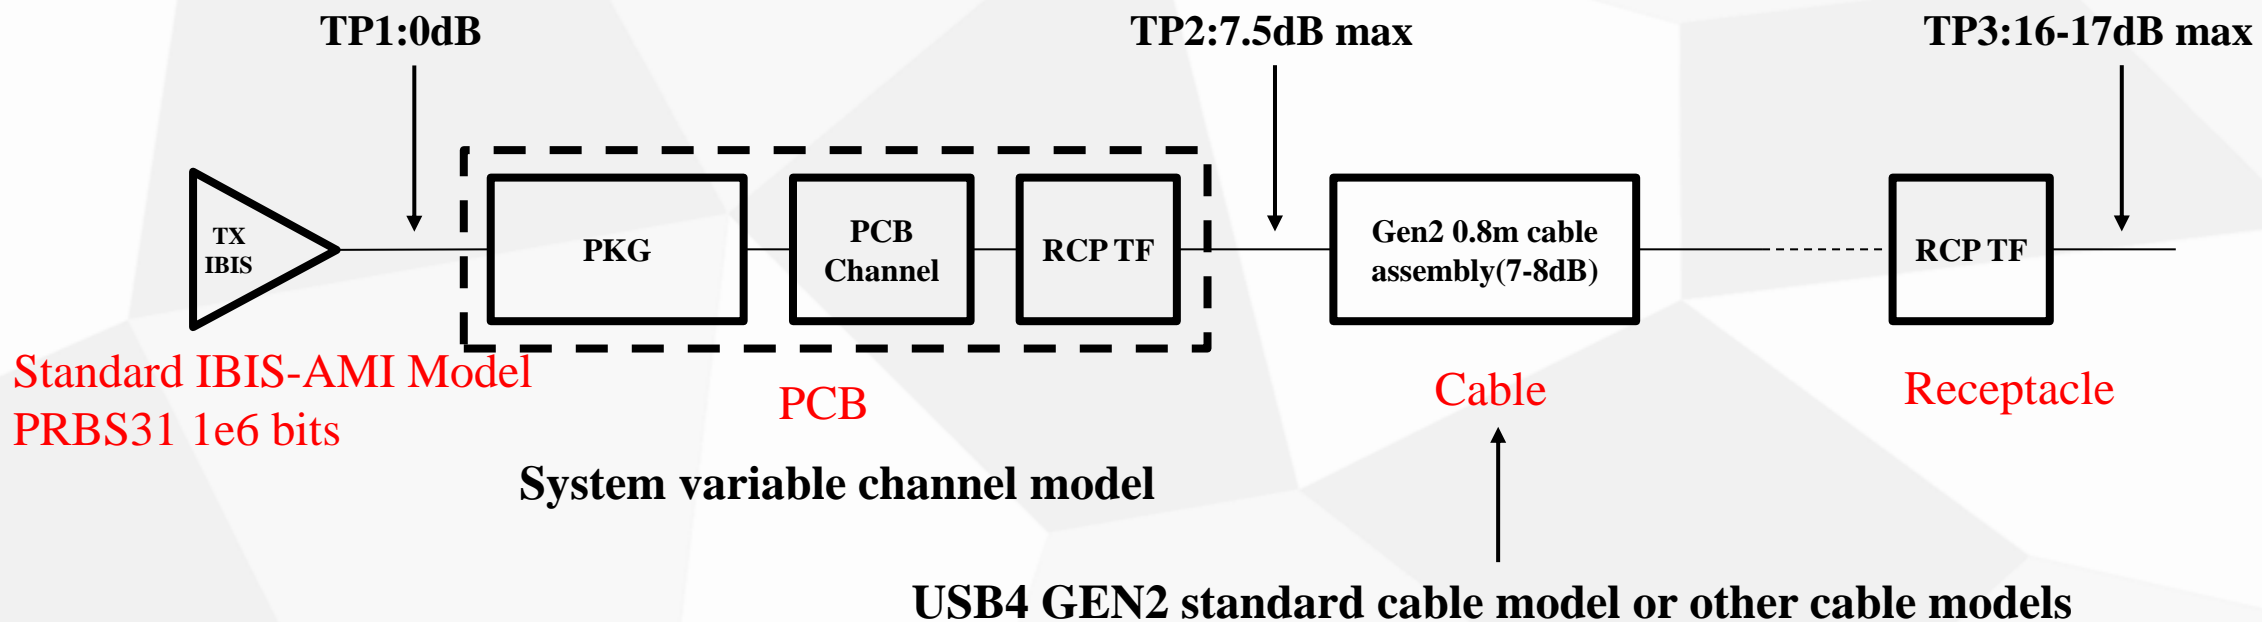 TP1:0dB
TP2:7.5dB max
TP3:16-17dB max
TX
IBIS
PKG
PCB
Channel
RCP TF
Gen2 0.8m cable
assembly(7-8dB)
RCP TF
Standard IBIS-AMI Model
PRBS31 1e6 bits
PCB
Cable
Receptacle
System variable channel model
USB4 GEN2 standard cable model or other cable models